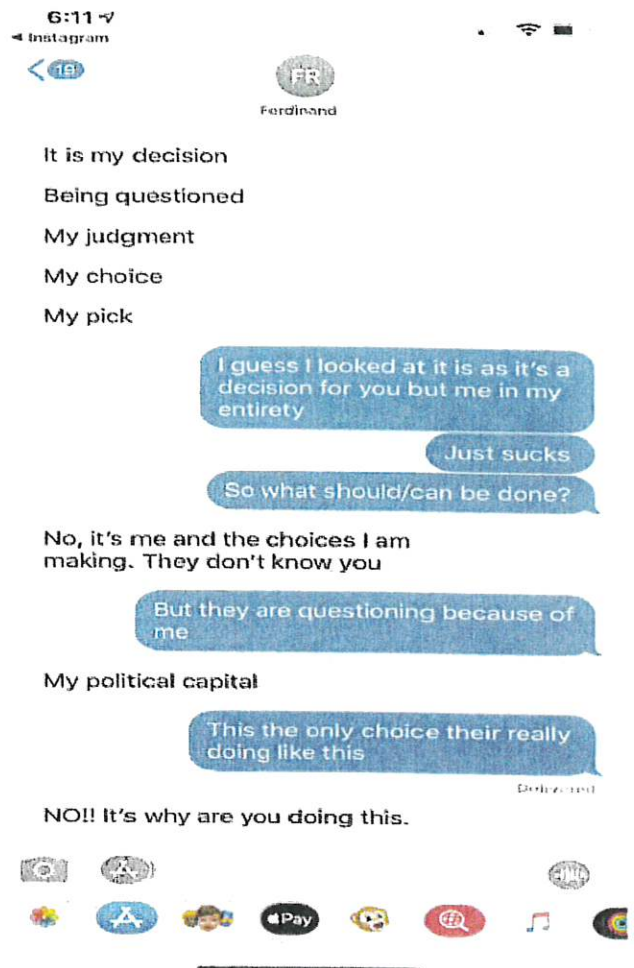 6:11
Instagram
19
FR
Ferdinand
It is my decision
Being questioned
My judgment
My choice
My pick
I guess I looked at it is as it's a
decision for you but me in my
entirety
Just sucks
So what should/can be done?
No, it's me and the choices I am
making. They don't know you
But they are questioning because of
me
My political capital
This the only choice their really
doing like this
Delivered
NO!! It's why are you doing this.
Pay